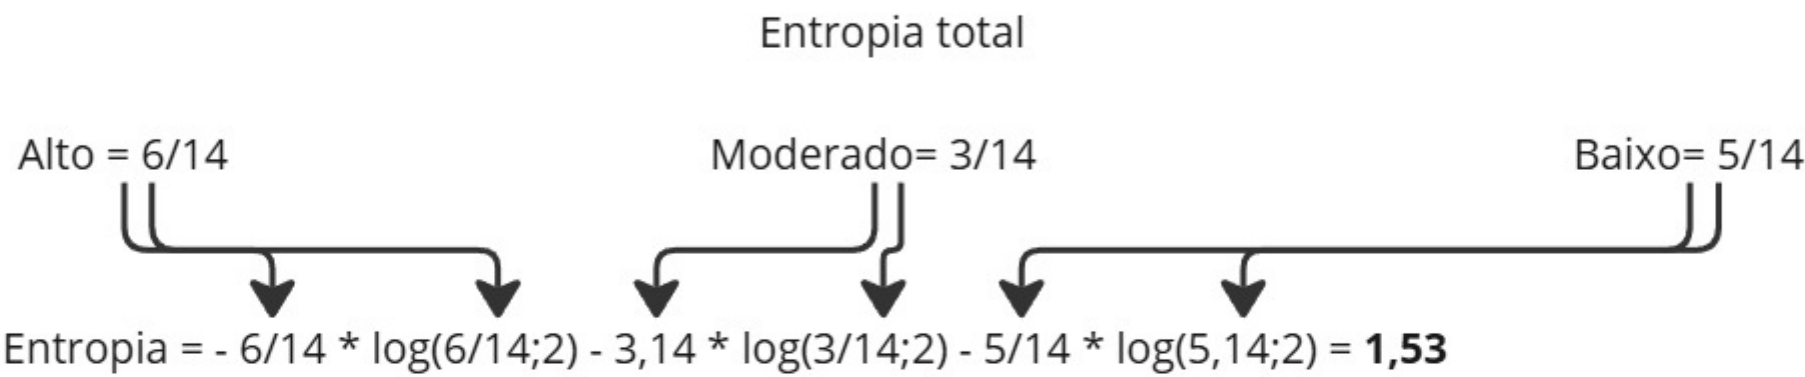 Entropia total
Alto = 6/14 Moderado= 3/14 Baixo= 5/14
Entropia = - 6/14 * log(6/14;2) - 3,14 * log(3/14;2) - 5/14 * log(5,14;2) = 1,53